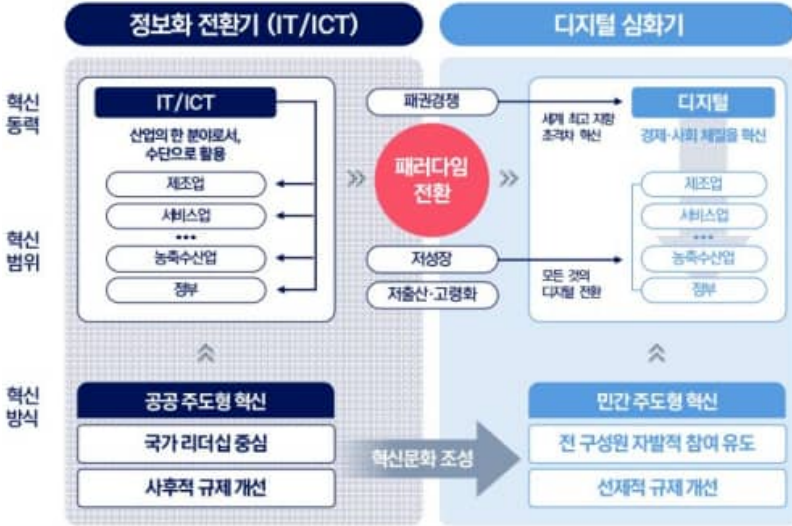 정보화 전환기 (IT/ICT)
디지털 심화기
혁신
동력
IT/ICT
산업의 한 분야로서,
수단으로 활용
제조업
서비스업
•••
농축수산업
정부
혁신
범위
패권경쟁
패러다임
전환
저성장
저출산·고령화
세계 최고 지향
초격차 혁신
모든 것의
디지털 전환
디지털
경제·사회 체질을 혁신
제조업
서비스업
•••
농축수산업
정부
혁신
방식
공공 주도형 혁신
국가 리더십 중심
사후적 규제 개선
혁신문화 조성
민간 주도형 혁신
전 구성원 자발적 참여 유도
선제적 규제 개선